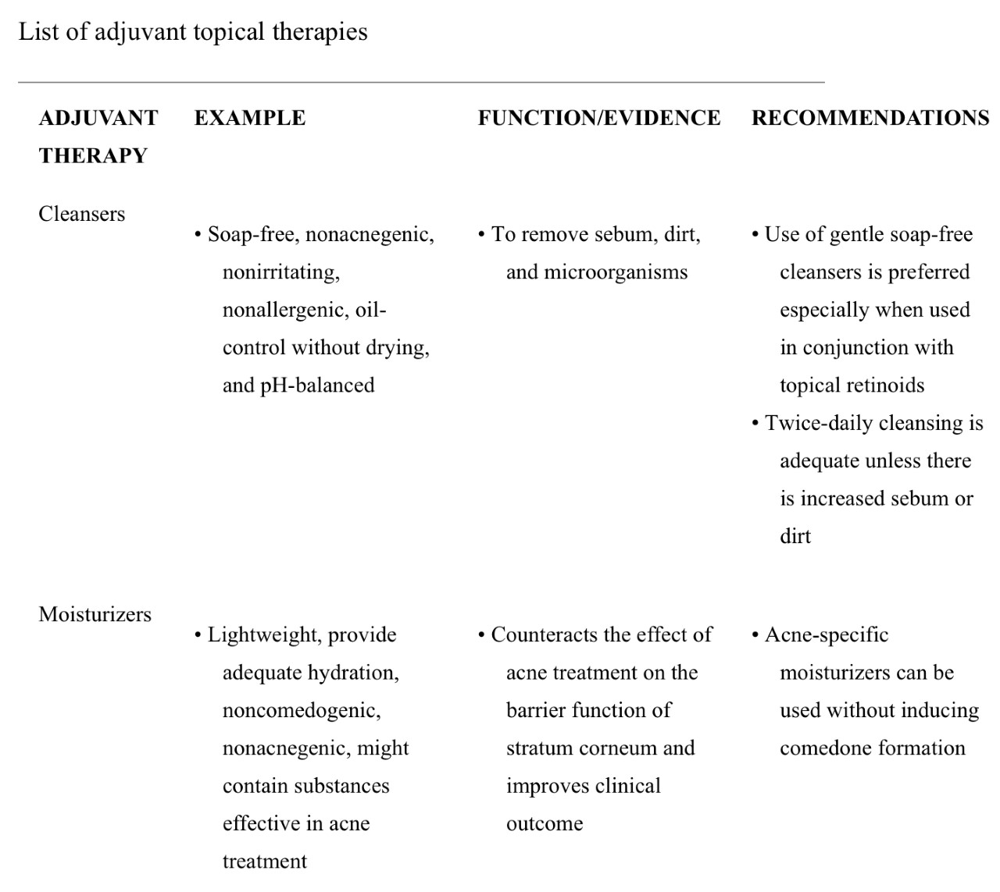 List of adjuvant topical therapies
ADJUVANT THERAPY
EXAMPLE
FUNCTION/EVIDENCE
RECOMMENDATIONS
Cleansers
• Soap-free, nonacnegenic,
nonirritating,
nonallergenic, oil-
control without drying,
and pH-balanced
• To remove sebum, dirt,
and microorganisms
• Use of gentle soap-free
cleansers is preferred
especially when used
in conjunction with
topical retinoids
• Twice-daily cleansing is
adequate unless there
is increased sebum or
dirt
Moisturizers
• Lightweight, provide
adequate hydration,
noncomedogenic,
nonacnegenic, might
contain substances
effective in acne
treatment
• Counteracts the effect of
acne treatment on the
barrier function of
stratum corneum and
improves clinical
outcome
• Acne-specific
moisturizers can be
used without inducing
comedone formation